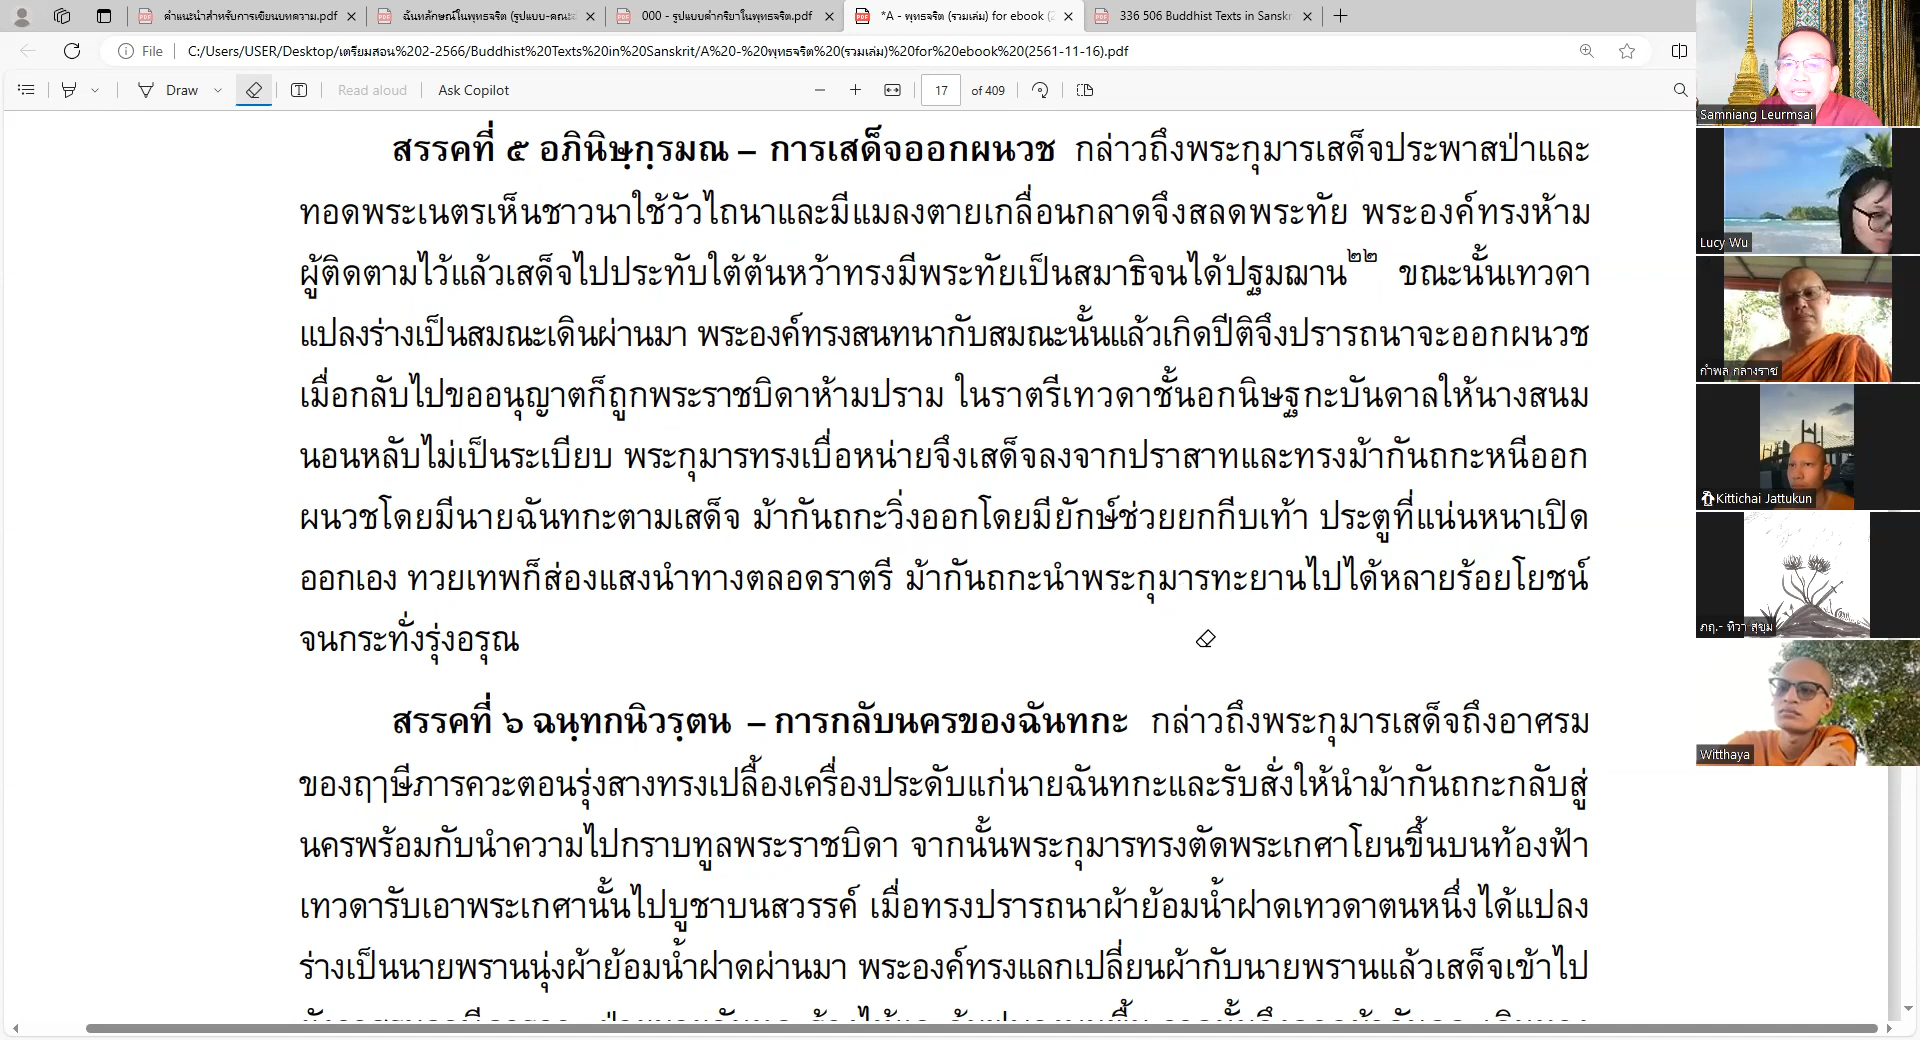 คำแนะนำสำหรับการเขียนบทความ.pdf
ฉันทลักษณ์ในพุทธจริต (รูปแบบ-คณะ
000 - รูปแบบคำกริยาในพุทธจริต.pdf
*A - พุทธจริต (รวมเล่ม) for ebook (2
336 506 Buddhist Texts in Sanskr
File
C:/Users/USER/Desktop/เตรียมสอน%202-2566/Buddhist%20Texts%20in%20Sanskrit/A%20-%20พุทธจริต%20(รวมเล่ม)%20for%20ebook%20(2561-11-16).pdf
Draw
Read aloud
Ask Copilot
17 of 409
สรรคที่ ๕ อภินิษฺกฺรมณ – การเสด็จออกผนวช กล่าวถึงพระกุมารเสด็จประพาสป่าและ
ทอดพระเนตรเห็นชาวนาใช้วัวไถนาและมีแมลงตายเกลื่อนกลาดจึงสลดพระทัย พระองค์ทรงห้าม
ผู้ติดตามไว้แล้วเสด็จไปประทับใต้ต้นหว้าทรงมีพระทัยเป็นสมาธิจนได้ปฐมฌาน๒๒ ขณะนั้นเทวดา
แปลงร่างเป็นสมณะเดินผ่านมา พระองค์ทรงสนทนากับสมณะนั้นแล้วเกิดปีติจึงปรารถนาจะออกผนวช
เมื่อกลับไปขออนุญาตก็ถูกพระราชบิดาห้ามปราม ในราตรีเทวดาชั้นอกนิษฐกะบันดาลให้นางสนม
นอนหลับไม่เป็นระเบียบ พระกุมารทรงเบื่อหน่ายจึงเสด็จลงจากปราสาทและทรงม้ากันถกะหนีออก
ผนวชโดยมีนายฉันทกะตามเสด็จ ม้ากันถกะวิ่งออกโดยมียักษ์ช่วยยกกีบเท้า ประตูที่แน่นหนาเปิด
ออกเอง ทวยเทพก็ส่องแสงนำทางตลอดราตรี ม้ากันถกะนำพระกุมารทะยานไปได้หลายร้อยโยชน์
จนกระทั่งรุ่งอรุณ
สรรคที่ ๖ ฉนฺทกนิวรฺตน – การกลับนครของฉันทกะ กล่าวถึงพระกุมารเสด็จถึงอาศรม
ของฤๅษีภารควะตอนรุ่งสางทรงเปลื้องเครื่องประดับแก่นายฉันทกะและรับสั่งให้นำม้ากันถกะกลับสู่
นครพร้อมกับนำความไปกราบทูลพระราชบิดา จากนั้นพระกุมารทรงตัดพระเกศาโยนขึ้นบนท้องฟ้า
เทวดารับเอาพระเกศานั้นไปบูชาบนสวรรค์ เมื่อทรงปรารถนาผ้าย้อมน้ำฝาดเทวดาตนหนึ่งได้แปลง
ร่างเป็นนายพรานนุ่งผ้าย้อมน้ำฝาดผ่านมา พระองค์ทรงแลกเปลี่ยนผ้ากับนายพรานแล้วเสด็จเข้าไป
Samniang Leurmsai
Lucy Wu
กำพล กลางราช
Kittichai Jattukun
ภฤ.- ทิวา สุขุม
Witthaya